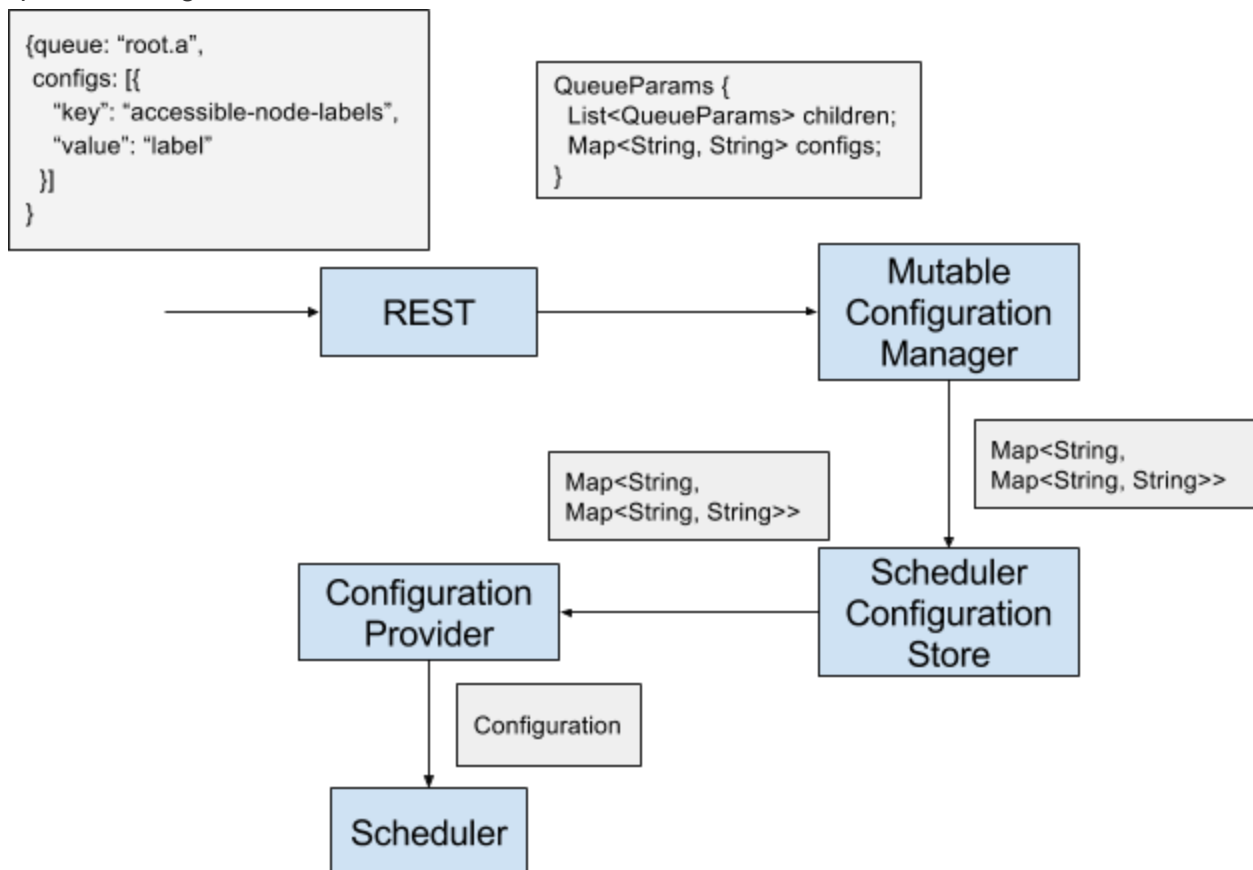 {queue: “root.a”,
configs: [{
“key”: “accessible-node-labels”,
“value”: “label”
}]
}
QueueParams {
List<QueueParams> children;
Map<String, String> configs;
}
REST
Mutable
Configuration
Manager
Map<String,
Map<String, String>>
Map<String,
Map<String, String>>
Scheduler
Configuration
Store
Configuration
Provider
Configuration
Scheduler